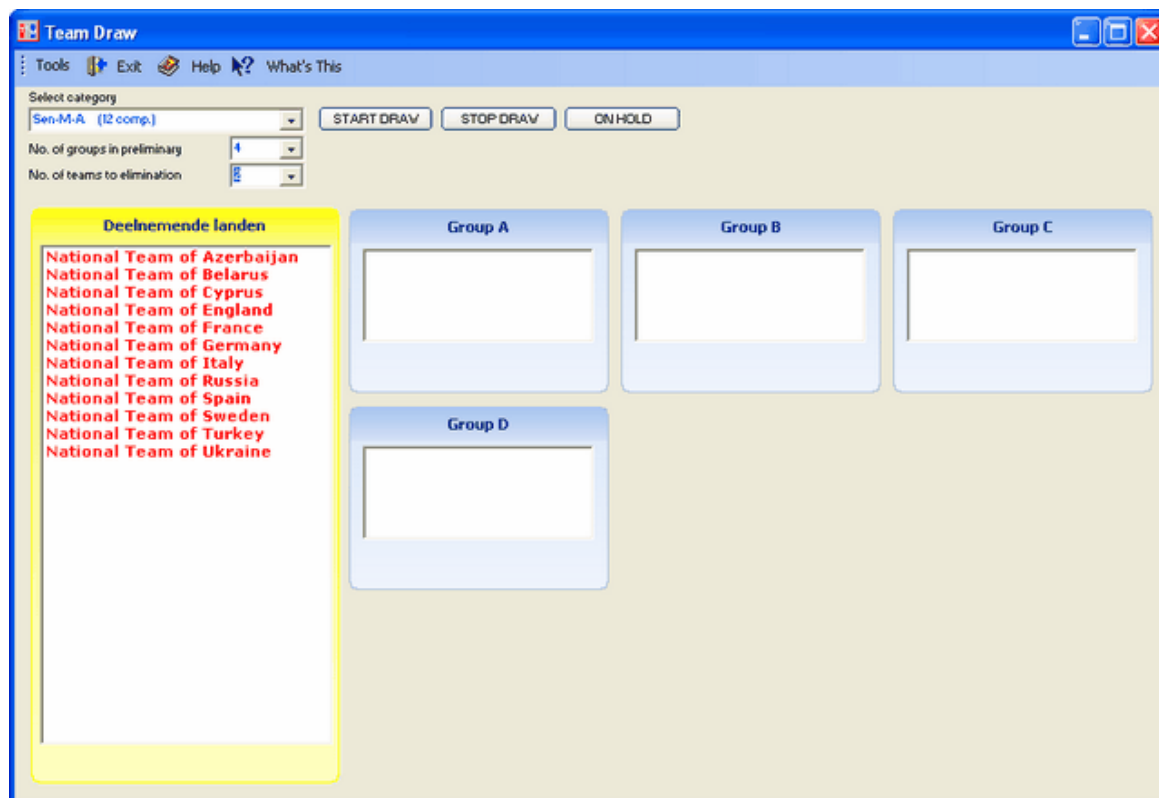 Team Draw
Tools Exit Help What's This
Select category
Sen-M-A (12 comp.) START DRAW STOP DRAW ON HOLD
No. of groups in preliminary 4
No. of teams to elimination
Deelnemende landen
National Team of Azerbaijan
National Team of Belarus
National Team of Cyprus
National Team of England
National Team of France
National Team of Germany
National Team of Italy
National Team of Russia
National Team of Spain
National Team of Sweden
National Team of Turkey
National Team of Ukraine
Group A Group B Group C
Group D